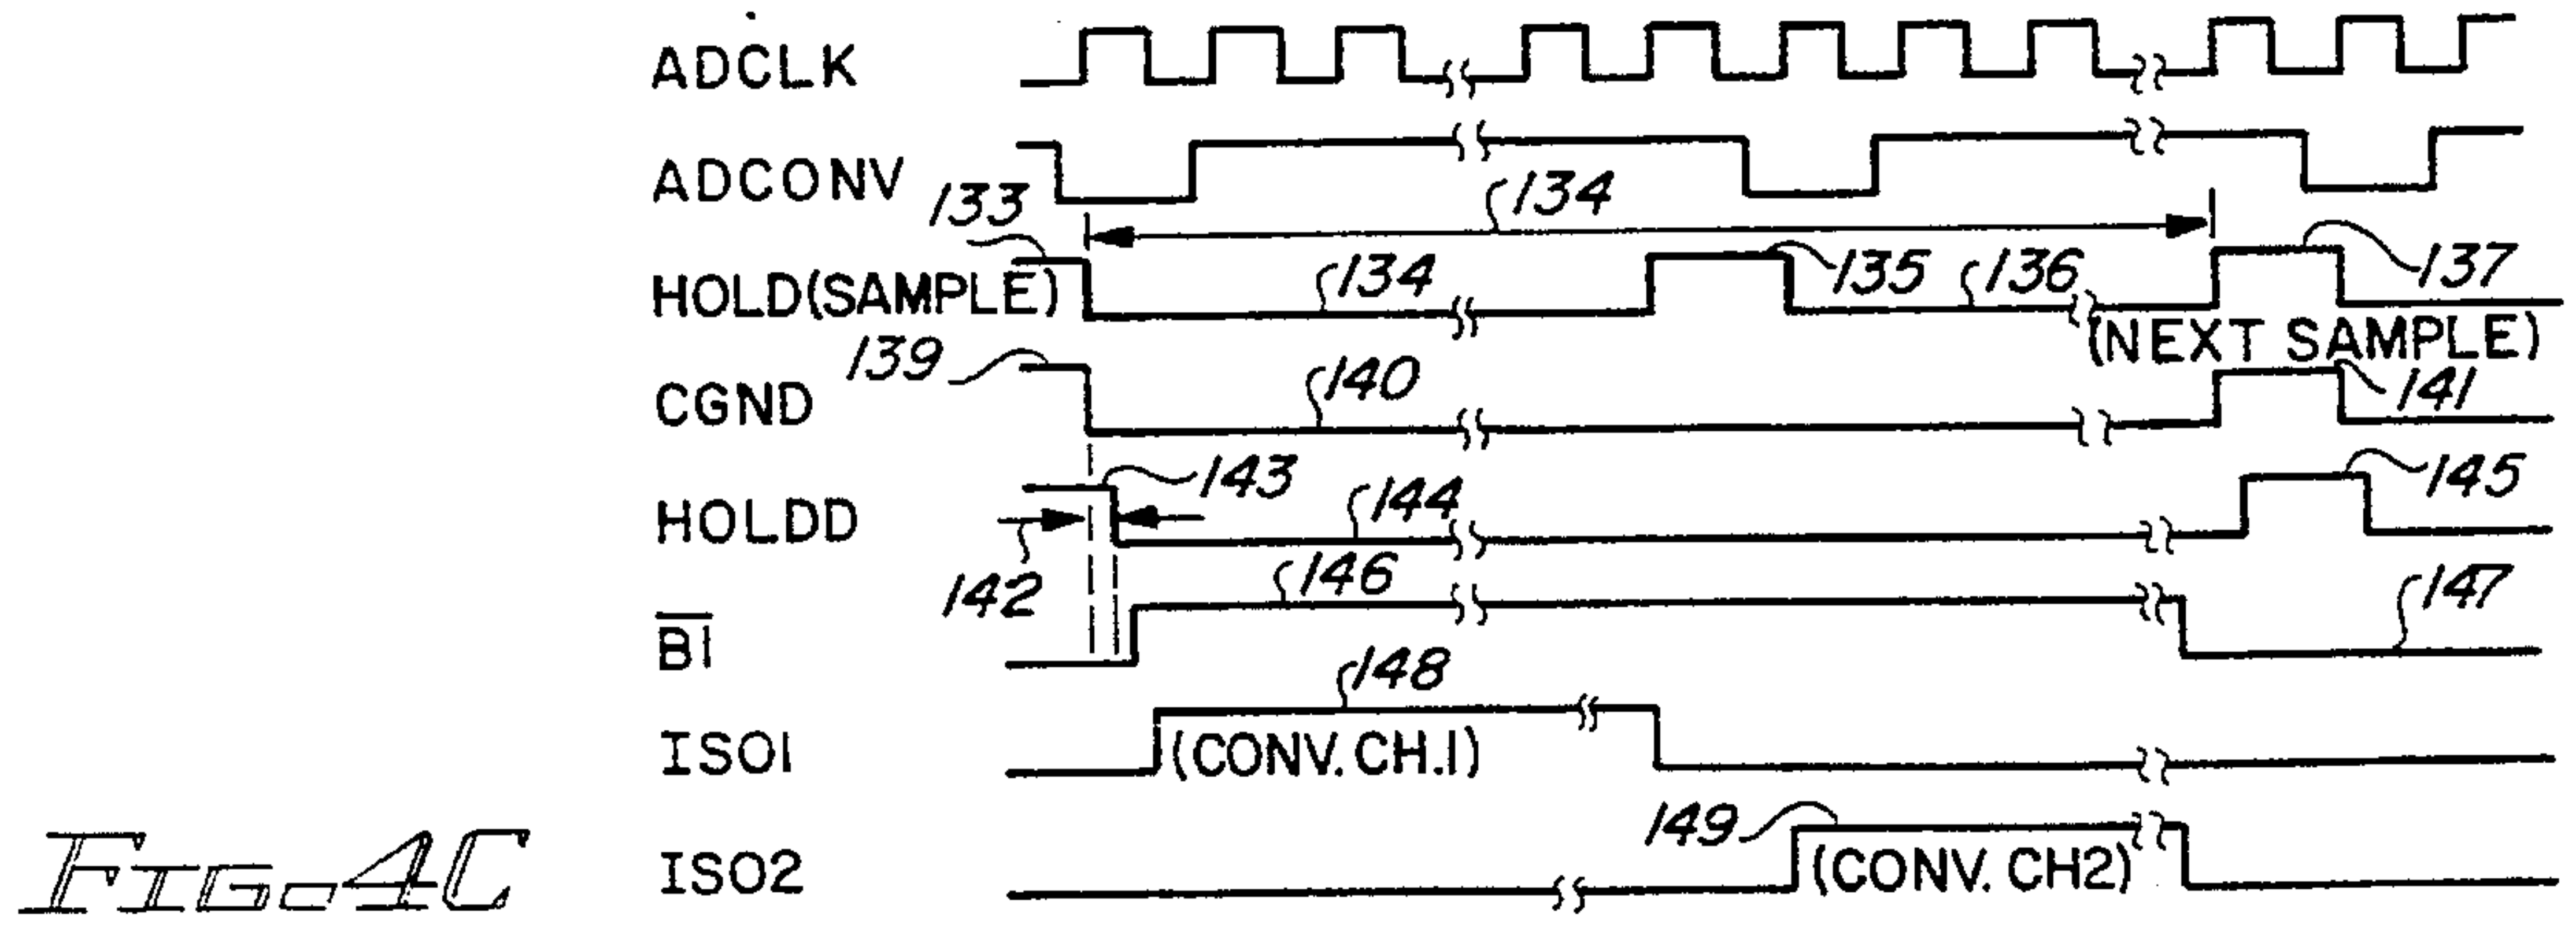 ADCLK
ADCONV
133
134
HOLD(SAMPLE)
134
135
136
137
(NEXT SAMPLE)
139
CGND
140
141
HOLDD
143
144
145
142
B1
146
147
ISO1
148
(CONV. CH.1)
149
ISO2
(CONV. CH2)
FIG. 4C